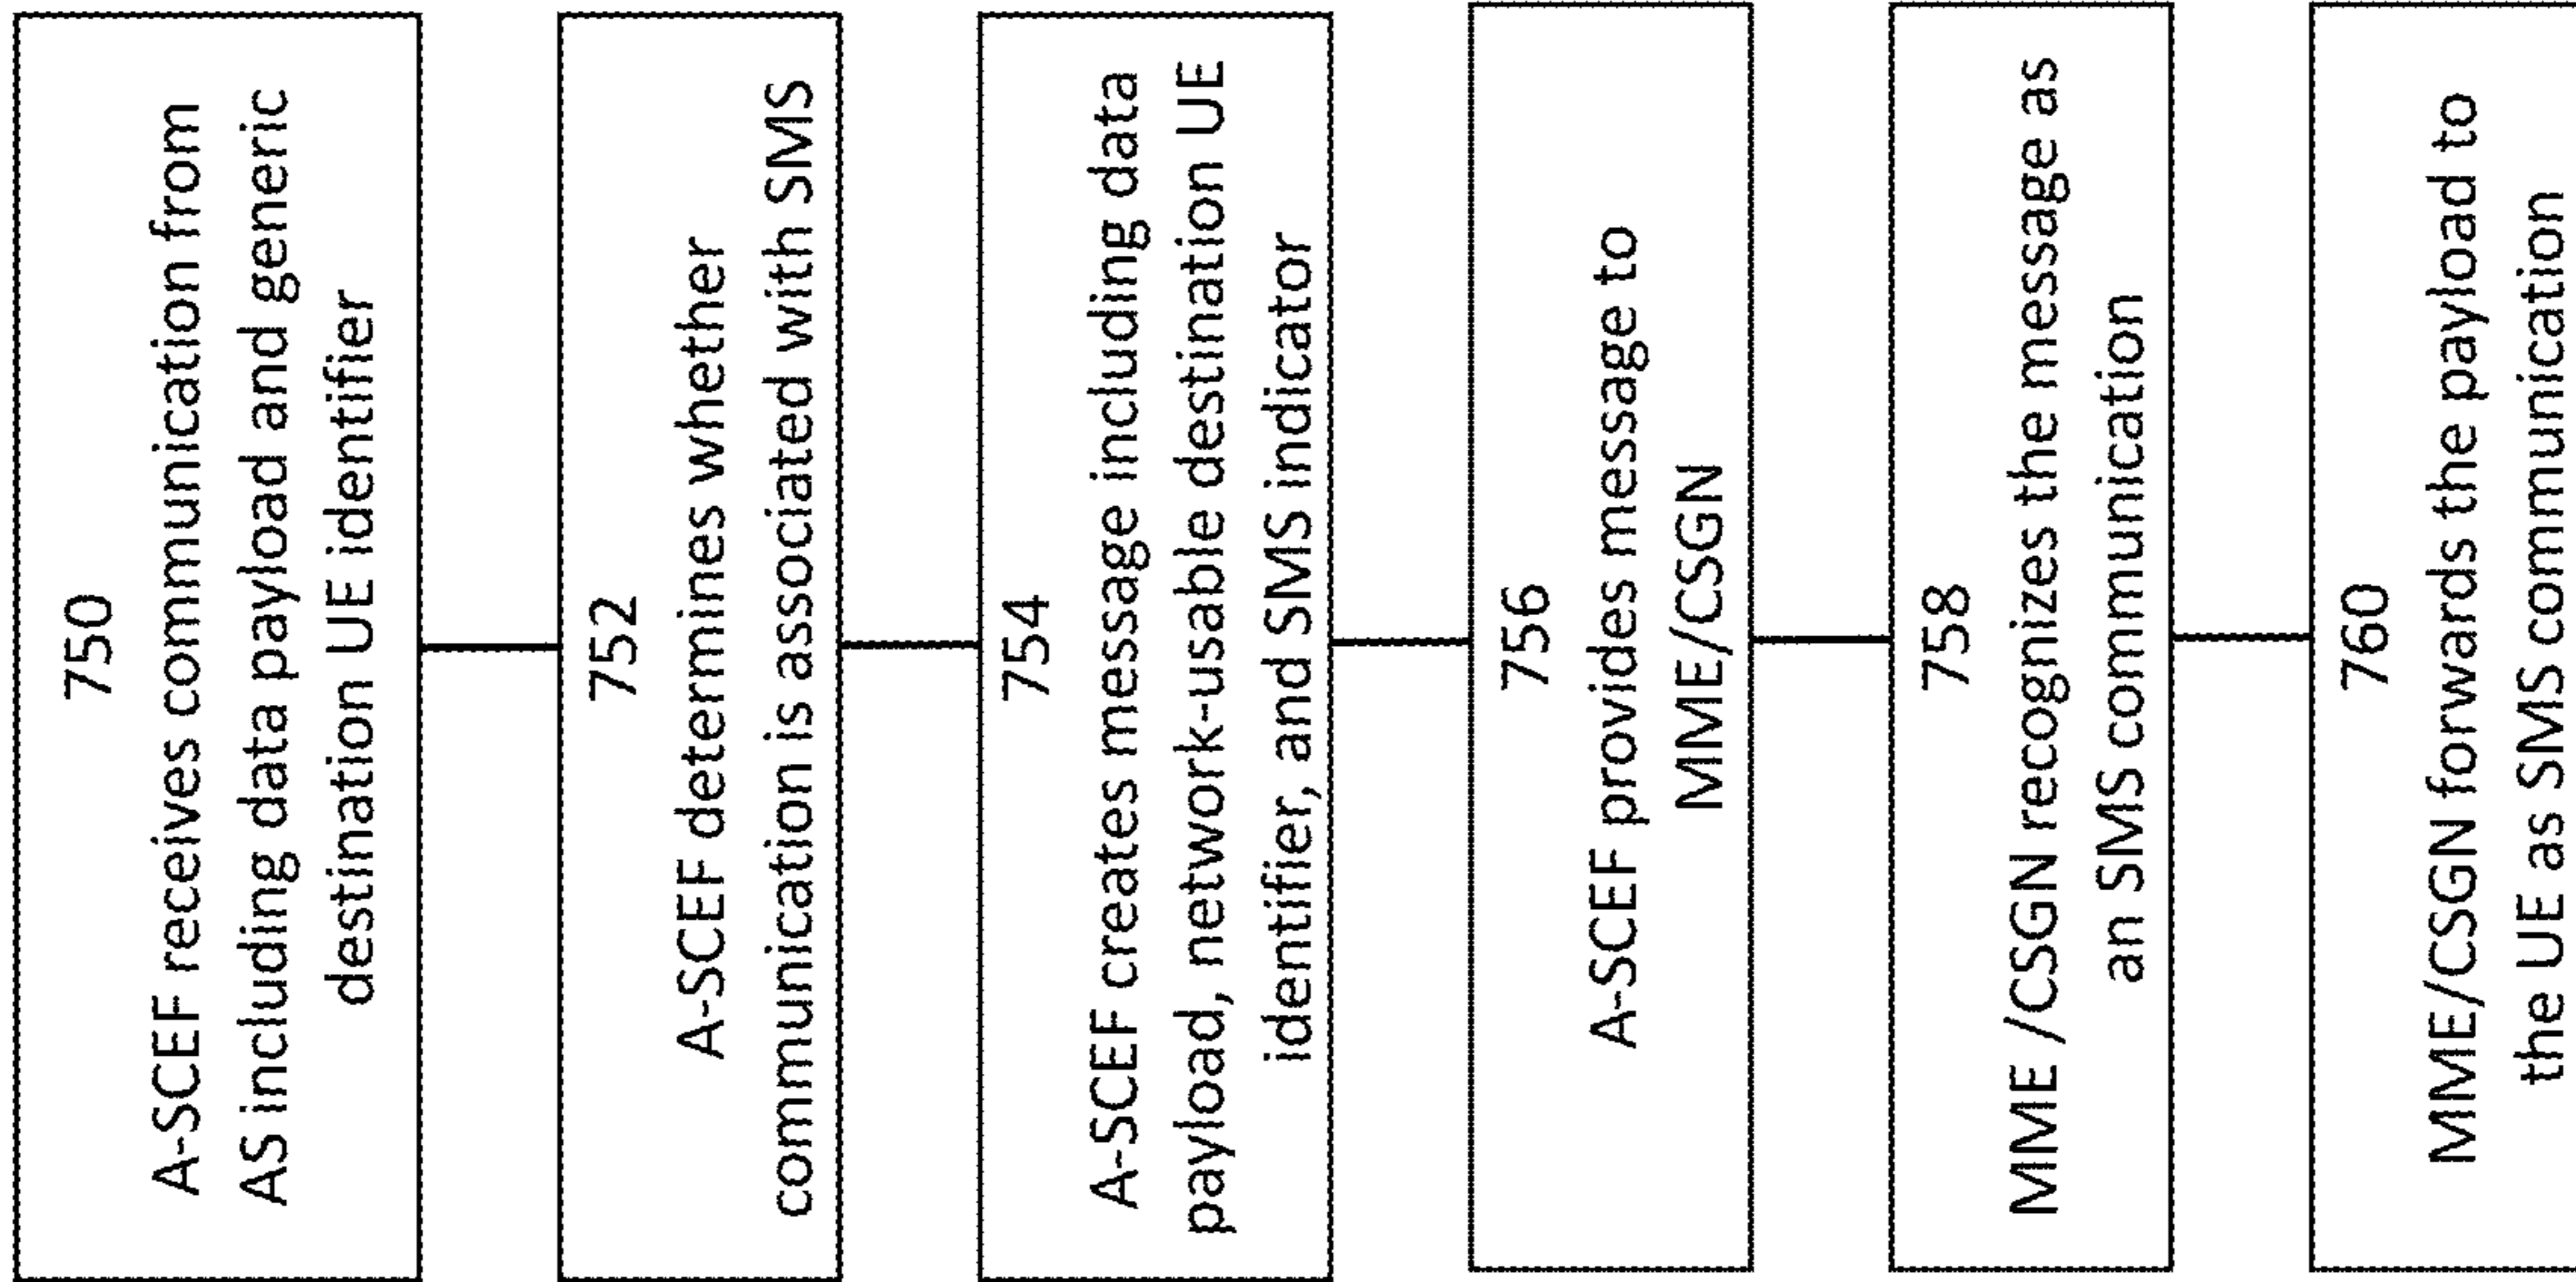 750
A-SCEF receives communication from
AS including data payload and generic
destination UE identifier
752
A-SCEF determines whether
communication is associated with SMS
754
A-SCEF creates message including data
payload, network-usable destination UE
identifier, and SMS indicator
756
A-SCEF provides message to
MME/CSGN
758
MME /CSGN recognizes the message as
an SMS communication
760
MME/CSGN forwards the payload to
the UE as SMS communication